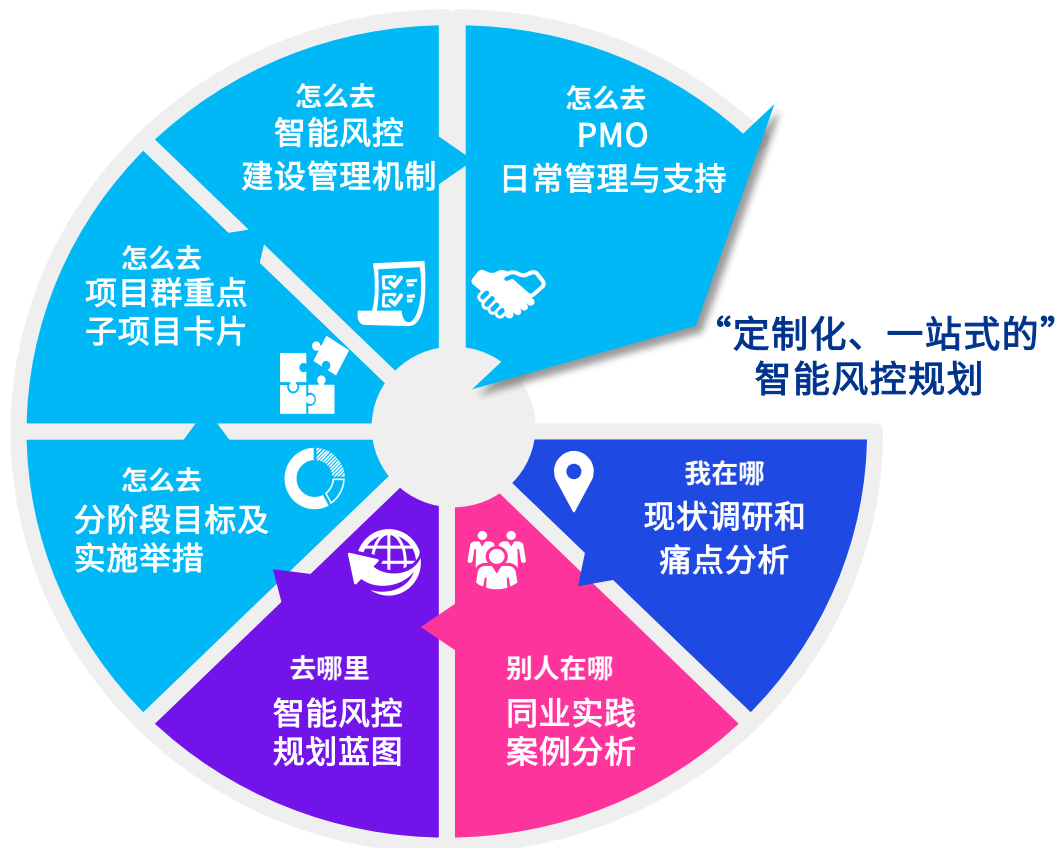 怎么去
智能风控
建设管理机制
怎么去
PMO
日常管理与支持
怎么去
项目群重点
子项目卡片
“定制化、一站式的”
智能风控规划
怎么去
分阶段目标及
实施举措
我在哪
现状调研和
痛点分析
去哪里
智能风控
规划蓝图
别人在哪
同业实践
案例分析